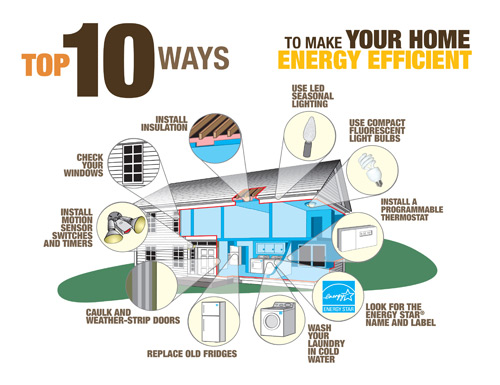 TOP 10 WAYS
TO MAKE YOUR HOME
ENERGY EFFICIENT
INSTALL
INSULATION
USE LED
SEASONAL
LIGHTING
USE COMPACT
FLUORESCENT
LIGHT BULBS
CHECK
YOUR
WINDOWS
INSTALL A
PROGRAMMABLE
THERMOSTAT
INSTALL
MOTION
SENSOR
SWITCHES
AND TIMERS
CAULK AND
WEATHER-STRIP DOORS
REPLACE OLD FRIDGES
WASH
YOUR
LAUNDRY
IN COLD
WATER
energy
ENERGY STAR
LOOK FOR THE
ENERGY STAR®
NAME AND LABEL